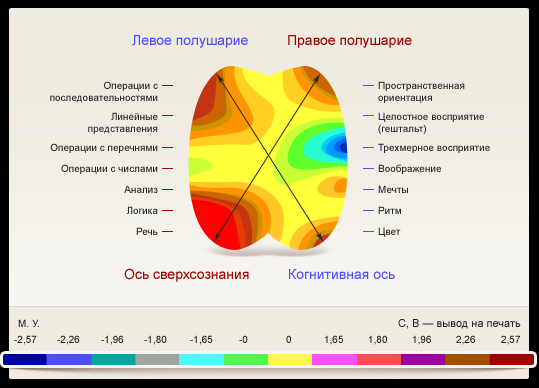 Левое полушарие Правое полушарие
Операции с
последовательностями
Линейные
представления
Операции с перечнями
Операции с числами
Анализ
Логика
Речь
Пространственная
ориентация
Целостное восприятие
(гештальт)
Трехмерное восприятие
Воображение
Мечты
Ритм
Цвет
Ось сверхсознания Когнитивная ось
М. У. С, В — вывод на печать
-2,57 -2,26 -1,96 -1,80 -1,65 -0 0 1,65 1,80 1,96 2,26 2,57